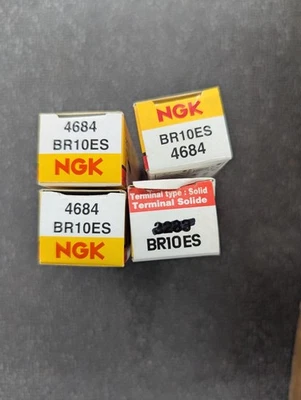 4684
BR10ES
NGK
NGK
BR10ES
4684
4684
BR10ES
NGK
Terminal type : Solid
Terminal Solide
BR10ES